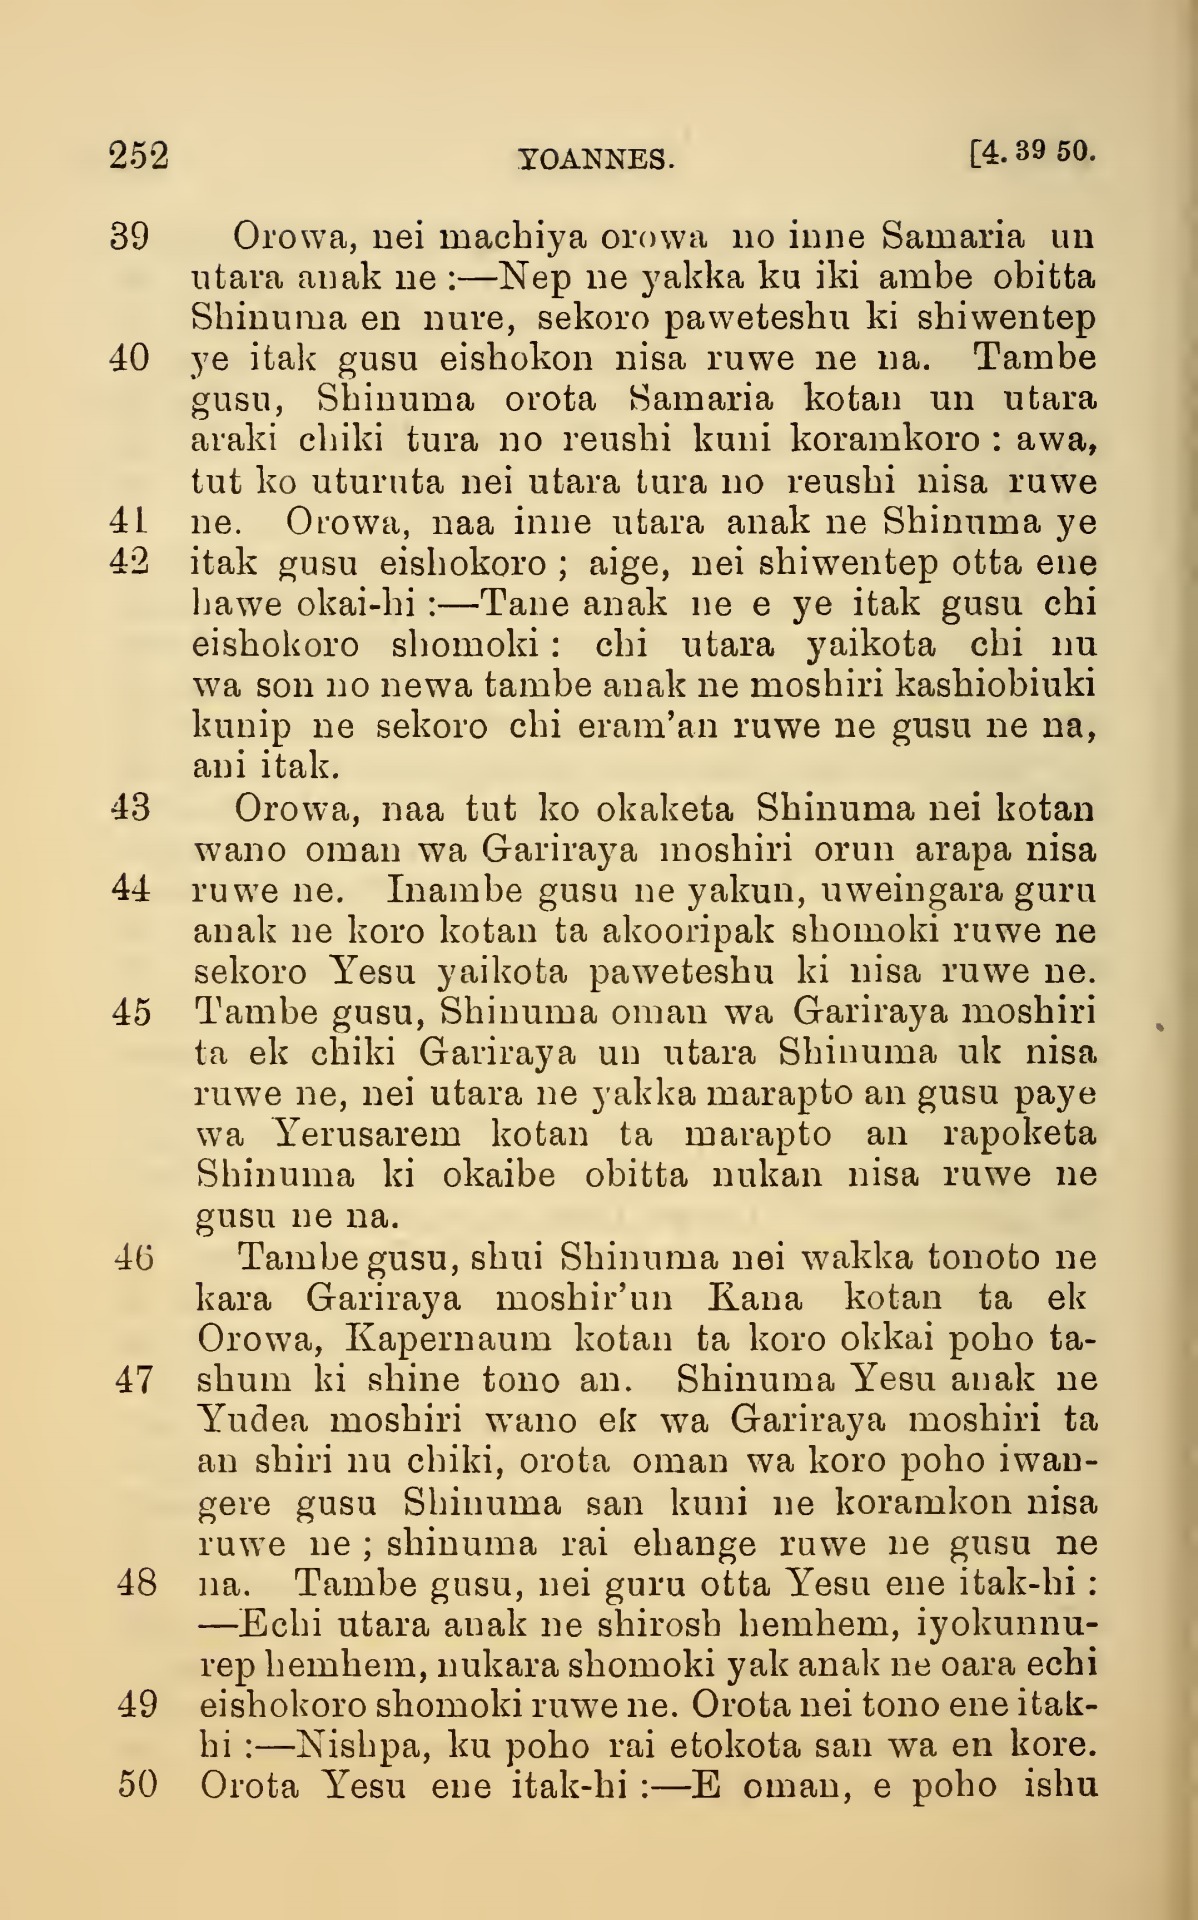 252 YOANNES. [4. 39 50.
39 Orowa, nei machiya orowa no inne Samaria un
utara anak ne :—Nep ne yakka ku iki ambe obitta
Shinuma en nure, sekoro paweteshu ki shiwentep
40 ye itak gusu eishokon nisa ruwe ne na. Tambe
gusu, Shinuma orota Samaria kotan un utara
araki chiki tura no reushi kuni koramkoro : awa,
tut ko uturuta nei utara tura no reushi nisa ruwe
41 ne. Orowa, naa inne utara anak ne Shinuma ye
42 itak gusu eishokoro ; aige, nei shiwentep otta ene
hawe okai-hi :—Tane anak ne e ye itak gusu chi
eishokoro shomoki : chi utara yaikota chi nu
wa son no newa tambe anak ne moshiri kashiobiuki
kunip ne sekoro chi eram’an ruwe ne gusu ne na,
ani itak.
43 Orowa, naa tut ko okaketa Shinuma nei kotan
wano oman wa Gariraya moshiri orun arapa nisa
44 ruwe ne. Inambe gusu ne yakun, uweingara guru
anak ne koro kotan ta akooripak shomoki ruwe ne
sekoro Yesu yaikota paweteshu ki nisa ruwe ne.
45 Tambe gusu, Shinuma oman wa Gariraya moshiri
ta ek chiki Gariraya un utara Shinuma uk nisa
ruwe ne, nei utara ne yakka marapto an gusu paye
wa Yerusarem kotan ta marapto an rapoketa
Shinuma ki okaibe obitta nukan nisa ruwe ne
gusu ne na.
46 Tambe gusu, shui Shinuma nei wakka tonoto ne
kara Gariraya moshir’un Kana kotan ta ek
Orowa, Kapernaum kotan ta koro okkai poho ta-
47 shum ki shine tono an. Shinuma Yesu anak ne
Yudea moshiri wano ek wa Gariraya moshiri ta
an shiri nu chiki, orota oman wa koro poho iwan-
gere gusu Shinuma san kuni ne koramkon nisa
ruwe ne ; shinuma rai ehange ruwe ne gusu ne
48 na. Tambe gusu, nei guru otta Yesu ene itak-hi :
—Echi utara anak ne shirosh hemhem, iyokunnu-
rep hemhem, nukara shomoki yak anak ne oara echi
49 eishokoro shomoki ruwe ne. Orota nei tono ene itak-
hi :—Nishpa, ku poho rai etokota san wa en kore.
50 Orota Yesu ene itak-hi :—E oman, e poho ishu